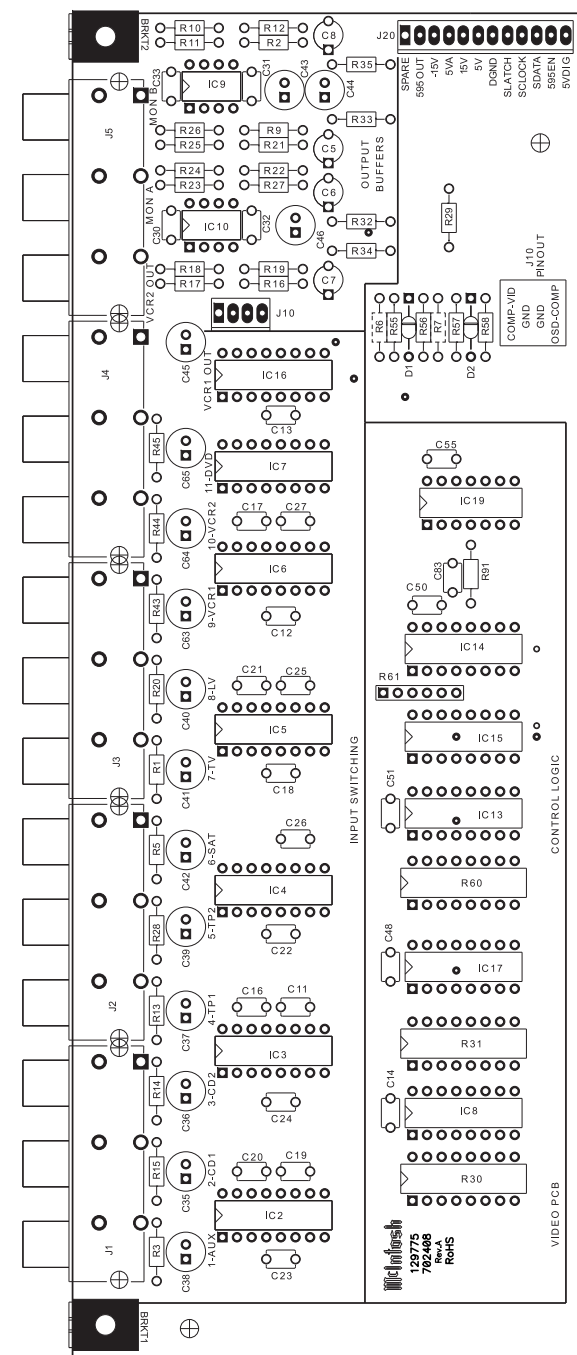 BRKT2
R10
R12
R11
R2
C8
J20
SPARE
595OUT
-15V
5VA
15V
5V
DGND
SLATCH
SCLOCK
SDATA
595EN
5VDIG
C33
IC9
C31
C43
C44
R35
MON B
J5
R33
R26
R9
R25
R21
C5
OUTPUT
BUFFERS
R24
R22
R23
R27
C6
MON A
C30
IC10
C32
C46
R32
R29
R34
VCR2 OUT
R18
R19
R17
R16
C7
J10
PINOUT
COMP-VID
GND
GND
OSD-COMP
J10
R6
R55
R56
R7
R57
R58
D1
D2
J4
C45
VCR1 OUT
IC16
C13
R45
C65
11-DVD
IC7
C55
IC19
R44
C64
10-VCR2
C17
C27
IC6
C83
R91
C50
R43
C63
9-VCR1
C12
IC14
R61
R20
C40
8-LV
C21
C25
IC5
IC15
J3
R1
C41
7-TV
C18
INPUT SWITCHING
C51
IC13
CONTROL LOGIC
R5
C42
6-SAT
C26
IC4
R60
R28
C39
5-TP2
C22
C48
IC17
J2
R13
C37
4-TP1
C16
C11
IC3
R31
R14
C36
3-CD2
C24
C14
IC8
R15
C35
2-CD1
C20
C19
R30
IC2
VIDEO PCB
J1
R3
C38
1-AUX
C23
McIntosh
129775
702408
Rev.A
RoHS
BRKT1